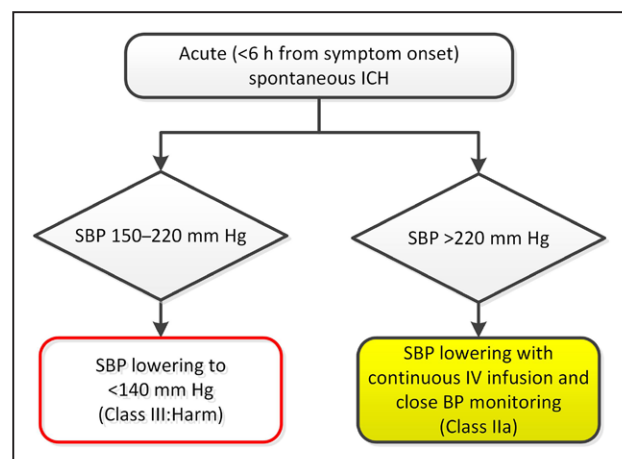 Acute (<6 h from symptom onset)
spontaneous ICH
SBP 150–220 mm Hg
SBP >220 mm Hg
SBP lowering to
<140 mm Hg
(Class III:Harm)
SBP lowering with
continuous IV infusion and
close BP monitoring
(Class IIa)